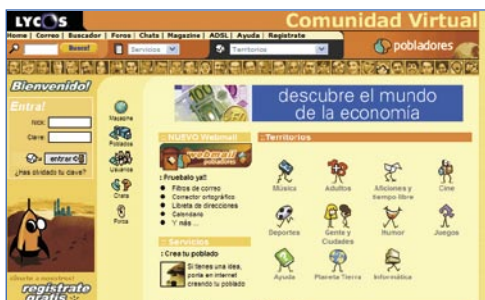 LYCOS
Comunidad Virtual
Home | Correo | Buscador | Foros | Chats | Magazine | ADSL | Ayuda | Regístrate
Busca!
Servicios
Territorios
pobladores
Bienvenido!
Entra!
Nick:
Clave:
entrar
¿has olvidado tu clave?
regístrate
gratis
Magazine
Poblados
Usuarios
Chats
Foros
descubre el mundo
de la economía
:: NUEVO Webmail
webmail
pobladores
: Pruebalo ya!!
Filtros de correo
Corrector ortográfico
Libreta de direcciones
Calendario
Y más ...
:: Servicios
: Crea tu poblado
Si tienes una idea,
ponla en internet
creando tu poblado
:: Territorios
Música
Adultos
Aficiones y
tiempo libre
Cine
Deportes
Gente y
Ciudades
Humor
Juegos
Ayuda
Planeta Tierra
Informática